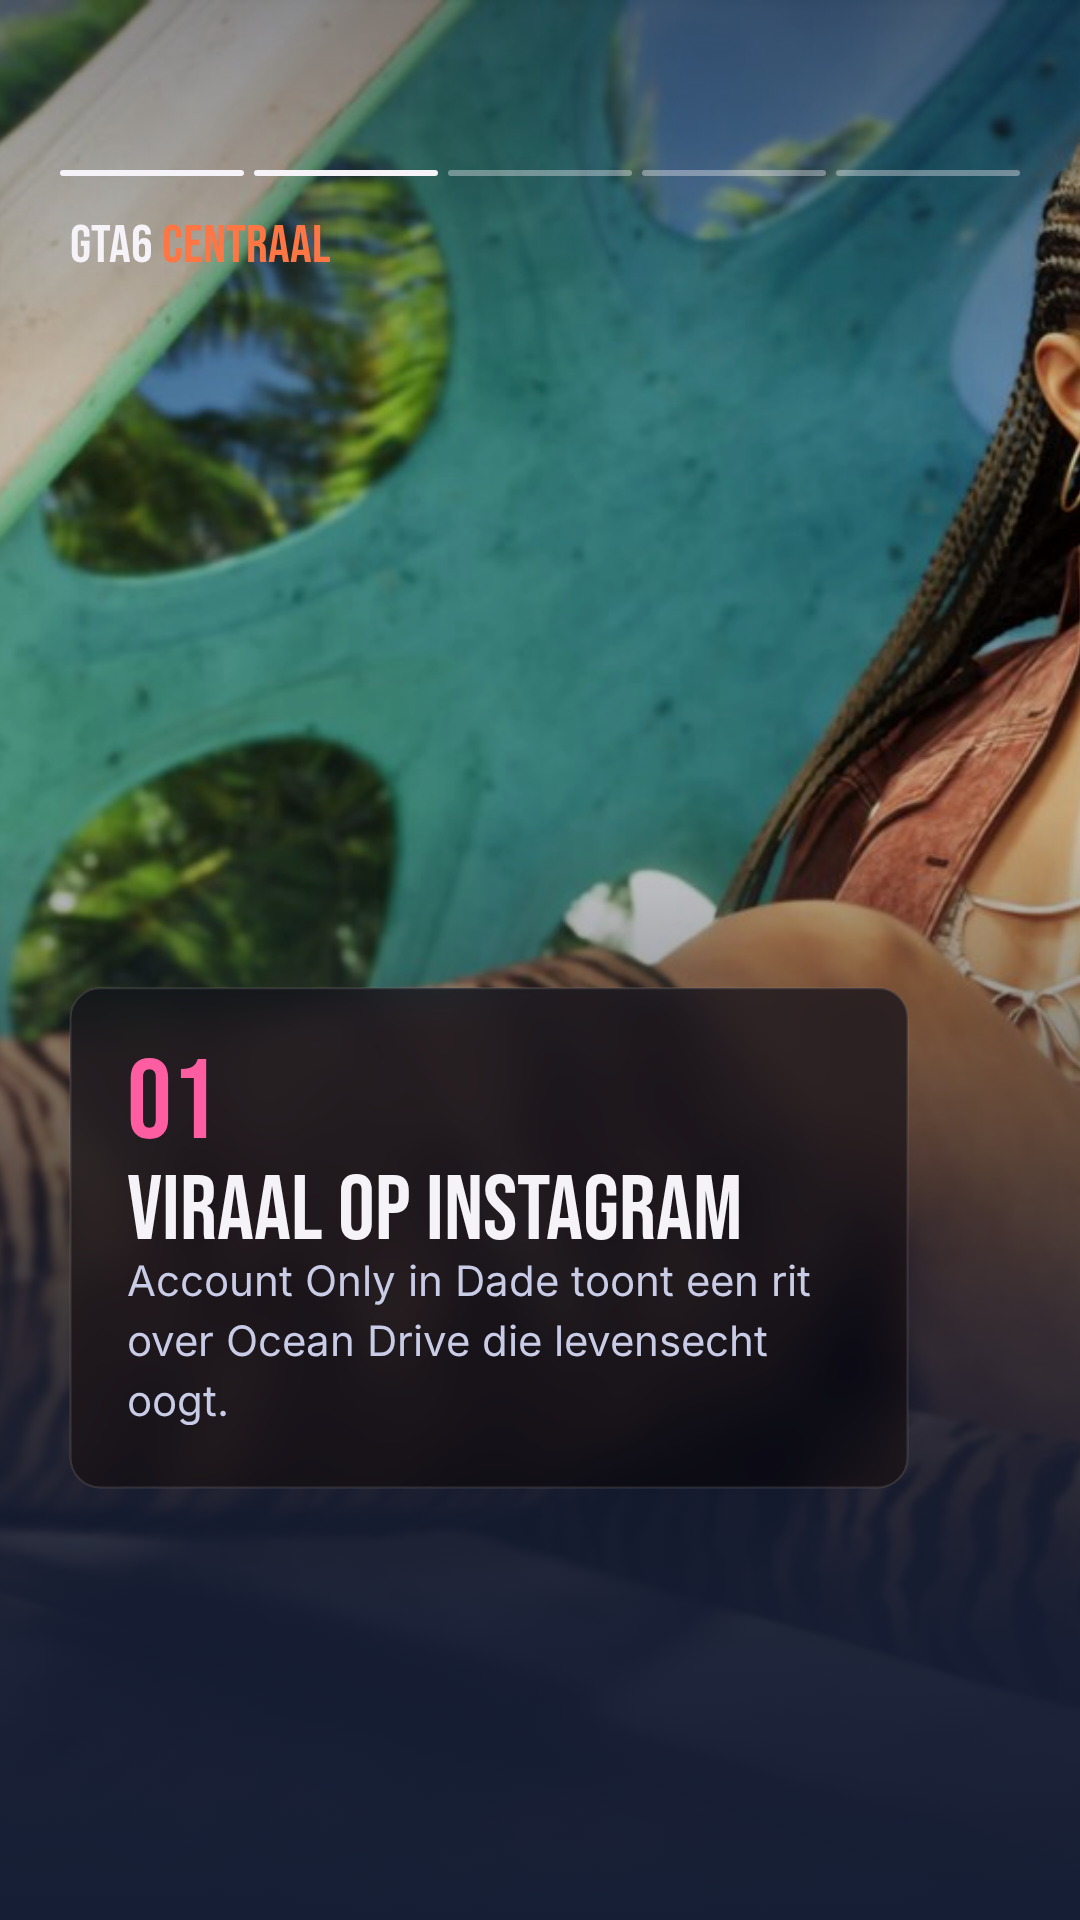 GTA6 CENTRAAL
01
VIRAAL OP INSTAGRAM
Account Only in Dade toont een rit
over Ocean Drive die levensecht
oogt.